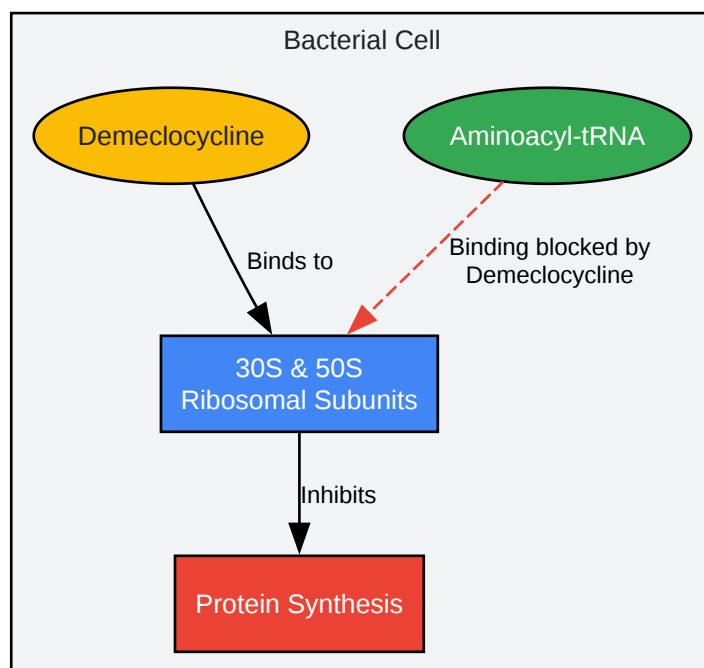 Bacterial Cell
Demeclocycline
Aminoacyl-tRNA
Binds to
Binding blocked by
Demeclocycline
30S & 50S
Ribosomal Subunits
Inhibits
Protein Synthesis